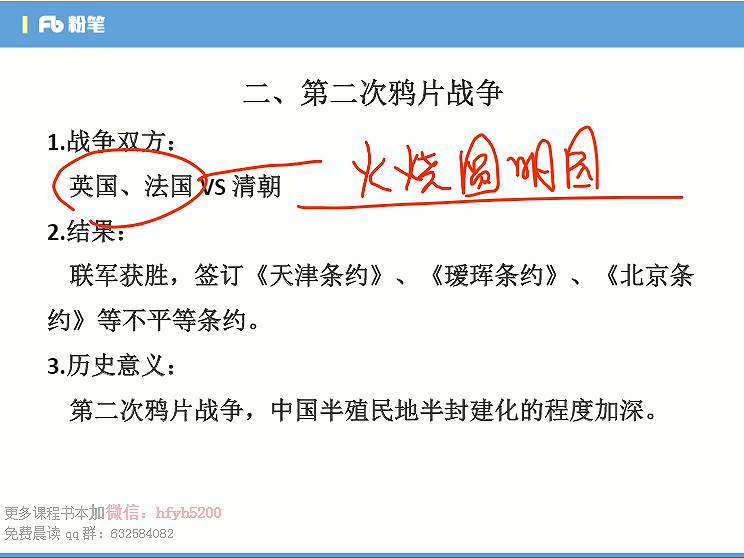 粉笔
二、第二次鸦片战争
1.战争双方：
英国、法国 VS 清朝
火烧圆明园
2.结果：
联军获胜，签订《天津条约》、《瑷珲条约》、《北京条
约》等不平等条约。
3.历史意义：
第二次鸦片战争，中国半殖民地半封建化的程度加深。
更多课程书本加微信：hfyh5200
免费晨读 qq 群：632584082